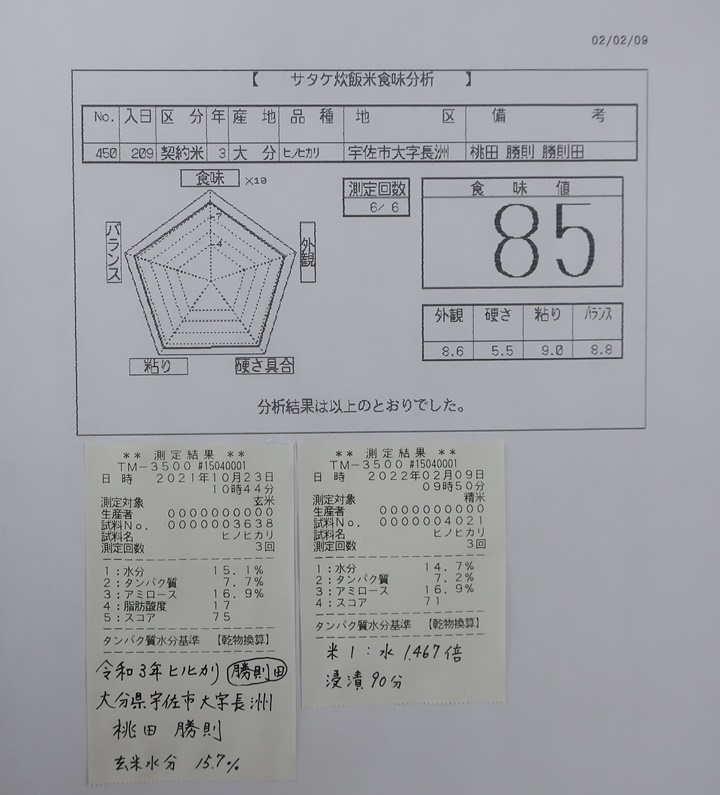 02/02/09
【 サタケ炊飯米食味分析 】
No. 入日 区 分 年 産 地 品 種 地 区 備 考
450 209 契約米 3 大 分 ヒノヒカリ 宇佐市大字長洲 桃田 勝則 勝則田
食味 ×10
測定回数
6/ 6
食 味 値
85
7
4
バランス
外観
粘り
硬さ具合
外観 硬さ 粘り バランス
8.6 5.5 9.0 8.8
分析結果は以上のとおりでした。
** 測 定 結 果 **
TM-3500 #15040001
日 時 2021年10月23日
10時44分
測定対象 玄米
生産者 0000000000
試料No. 0000003638
試料名 ヒノヒカリ
測定回数 3回
1:水分 15.1%
2:タンパク質 7.7%
3:アミロース 16.9%
4:脂肪酸度 17
5:スコア 75
タンパク質水分基準 【乾物換算】
令和3年ヒノヒカリ 勝則田
大分県宇佐市大字長洲
桃田 勝則
玄米水分 15.7%
** 測 定 結 果 **
TM-3500 #15040001
日 時 2022年02月09日
09時50分
測定対象 精米
生産者 0000000000
試料No. 0000004021
試料名 ヒノヒカリ
測定回数 3回
1:水分 14.7%
2:タンパク質 7.2%
3:アミロース 16.9%
4:スコア 71
タンパク質水分基準 【乾物換算】
米1:水1.467倍
浸漬90分